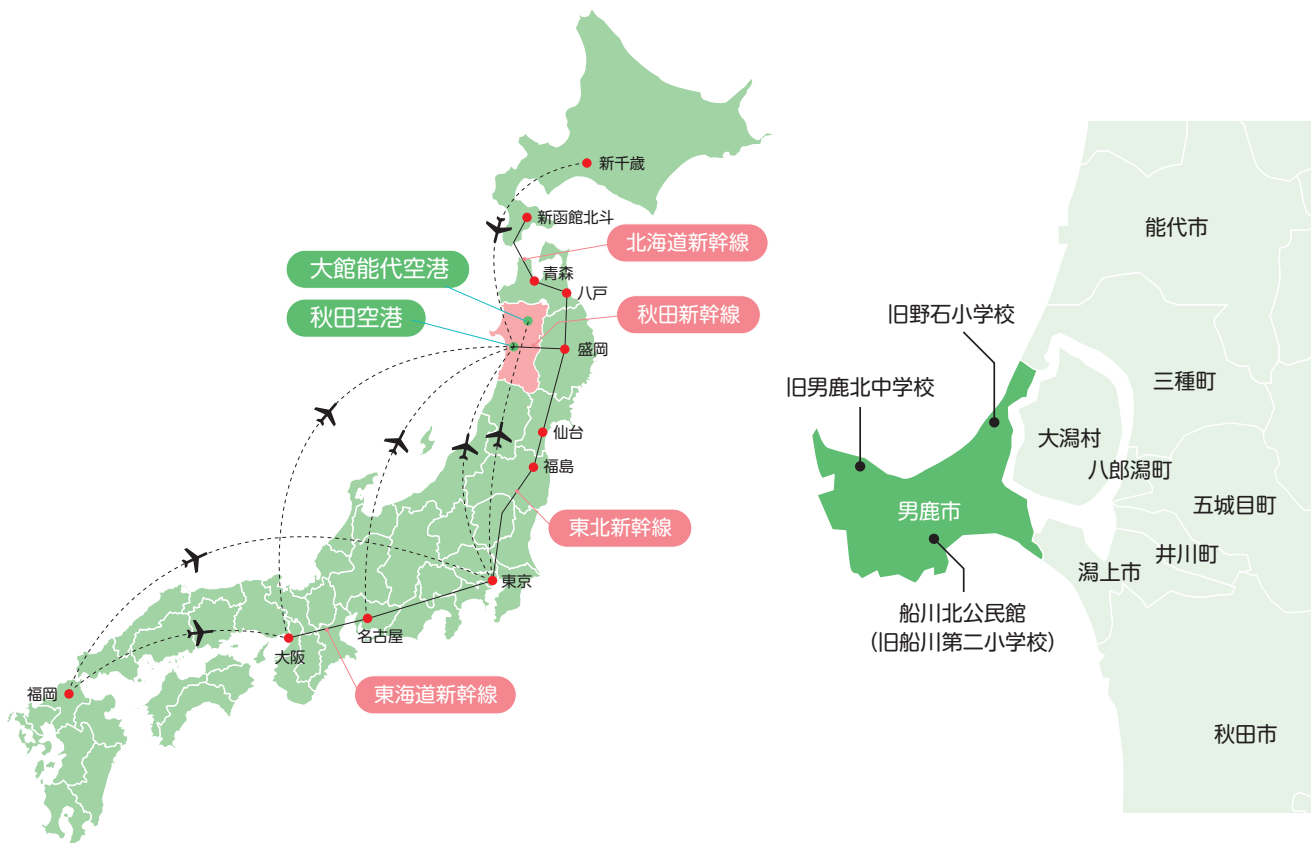 新千歳
新函館北斗
北海道新幹線
大館能代空港
青森
八戸
秋田空港
秋田新幹線
盛岡
仙台
福島
東北新幹線
東京
名古屋
大阪
東海道新幹線
福岡
能代市
旧野石小学校
三種町
旧男鹿北中学校
大潟村
八郎潟町
五城目町
男鹿市
井川町
潟上市
船川北公民館
(旧船川第二小学校)
秋田市